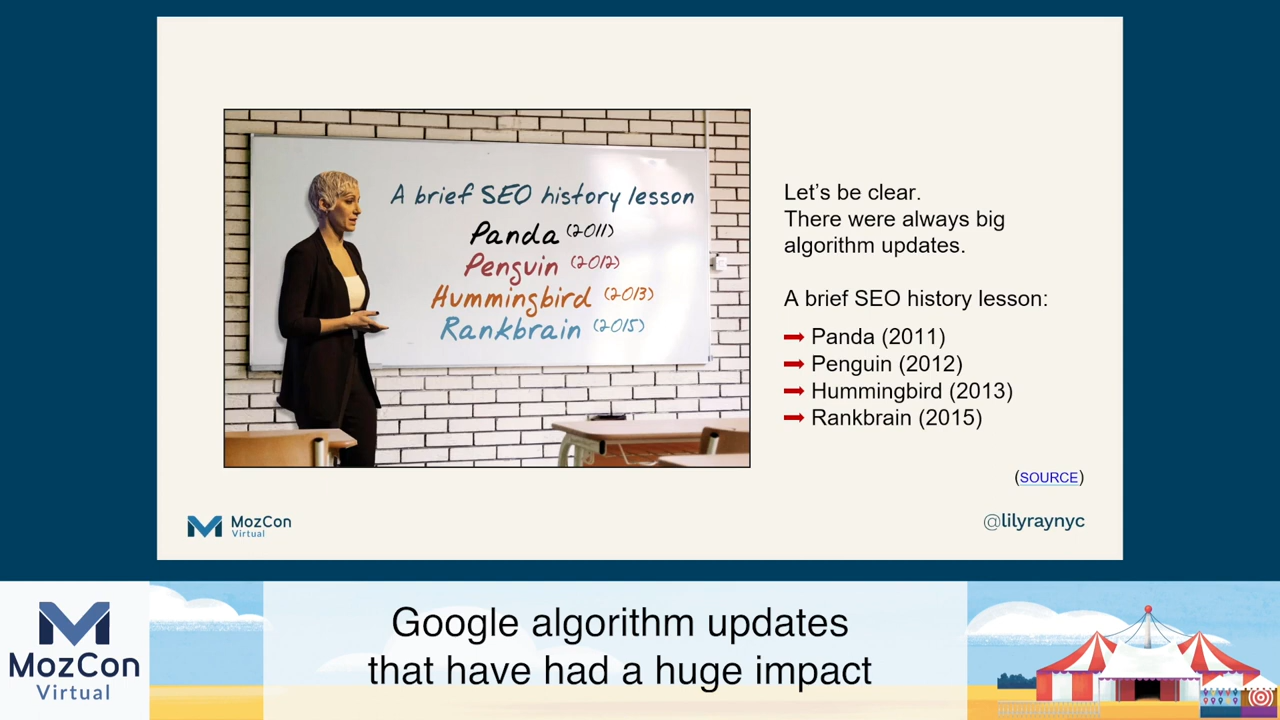 A brief SEO history lesson
Panda (2011)
Penguin (2012)
Hummingbird (2013)
Rankbrain (2015)
Let's be clear.
There were always big
algorithm updates.
A brief SEO history lesson:
Panda (2011)
Penguin (2012)
Hummingbird (2013)
Rankbrain (2015)
(SOURCE)
MozCon
Virtual
@lilyraynyc
MozCon
Virtual
Google algorithm updates
that have had a huge impact